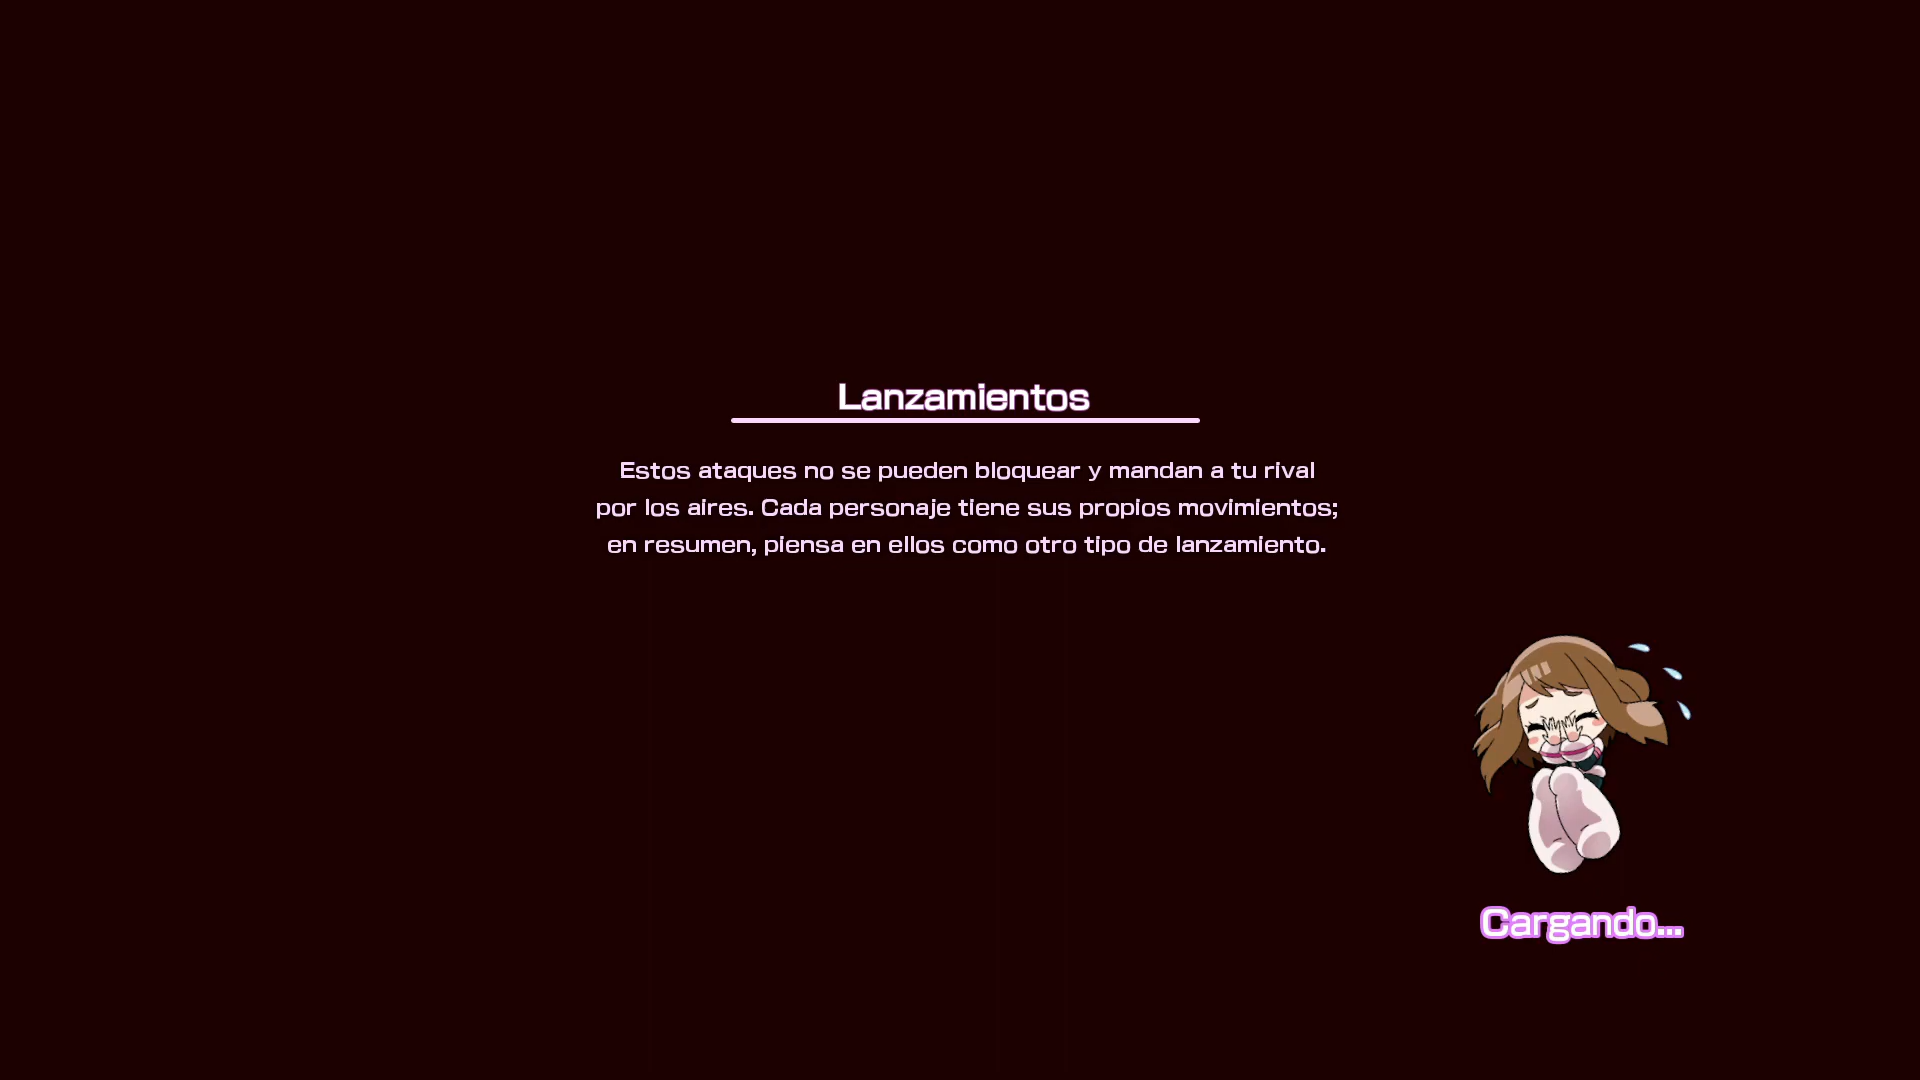 Lanzamientos
Estos ataques no se pueden bloquear y mandan a tu rival
por los aires. Cada personaje tiene sus propios movimientos;
en resumen, piensa en ellos como otro tipo de lanzamiento.
Cargando...